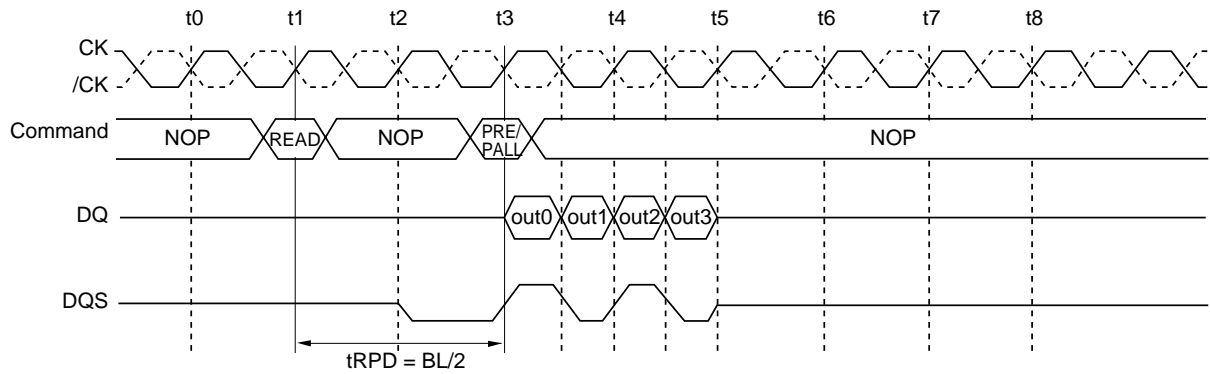 t0 t1 t2 t3 t4 t5 t6 t7 t8
CK
/CK
Command NOP READ NOP PRE/ PALL NOP
DQ out0 out1 out2 out3
DQS
tRPD = BL/2